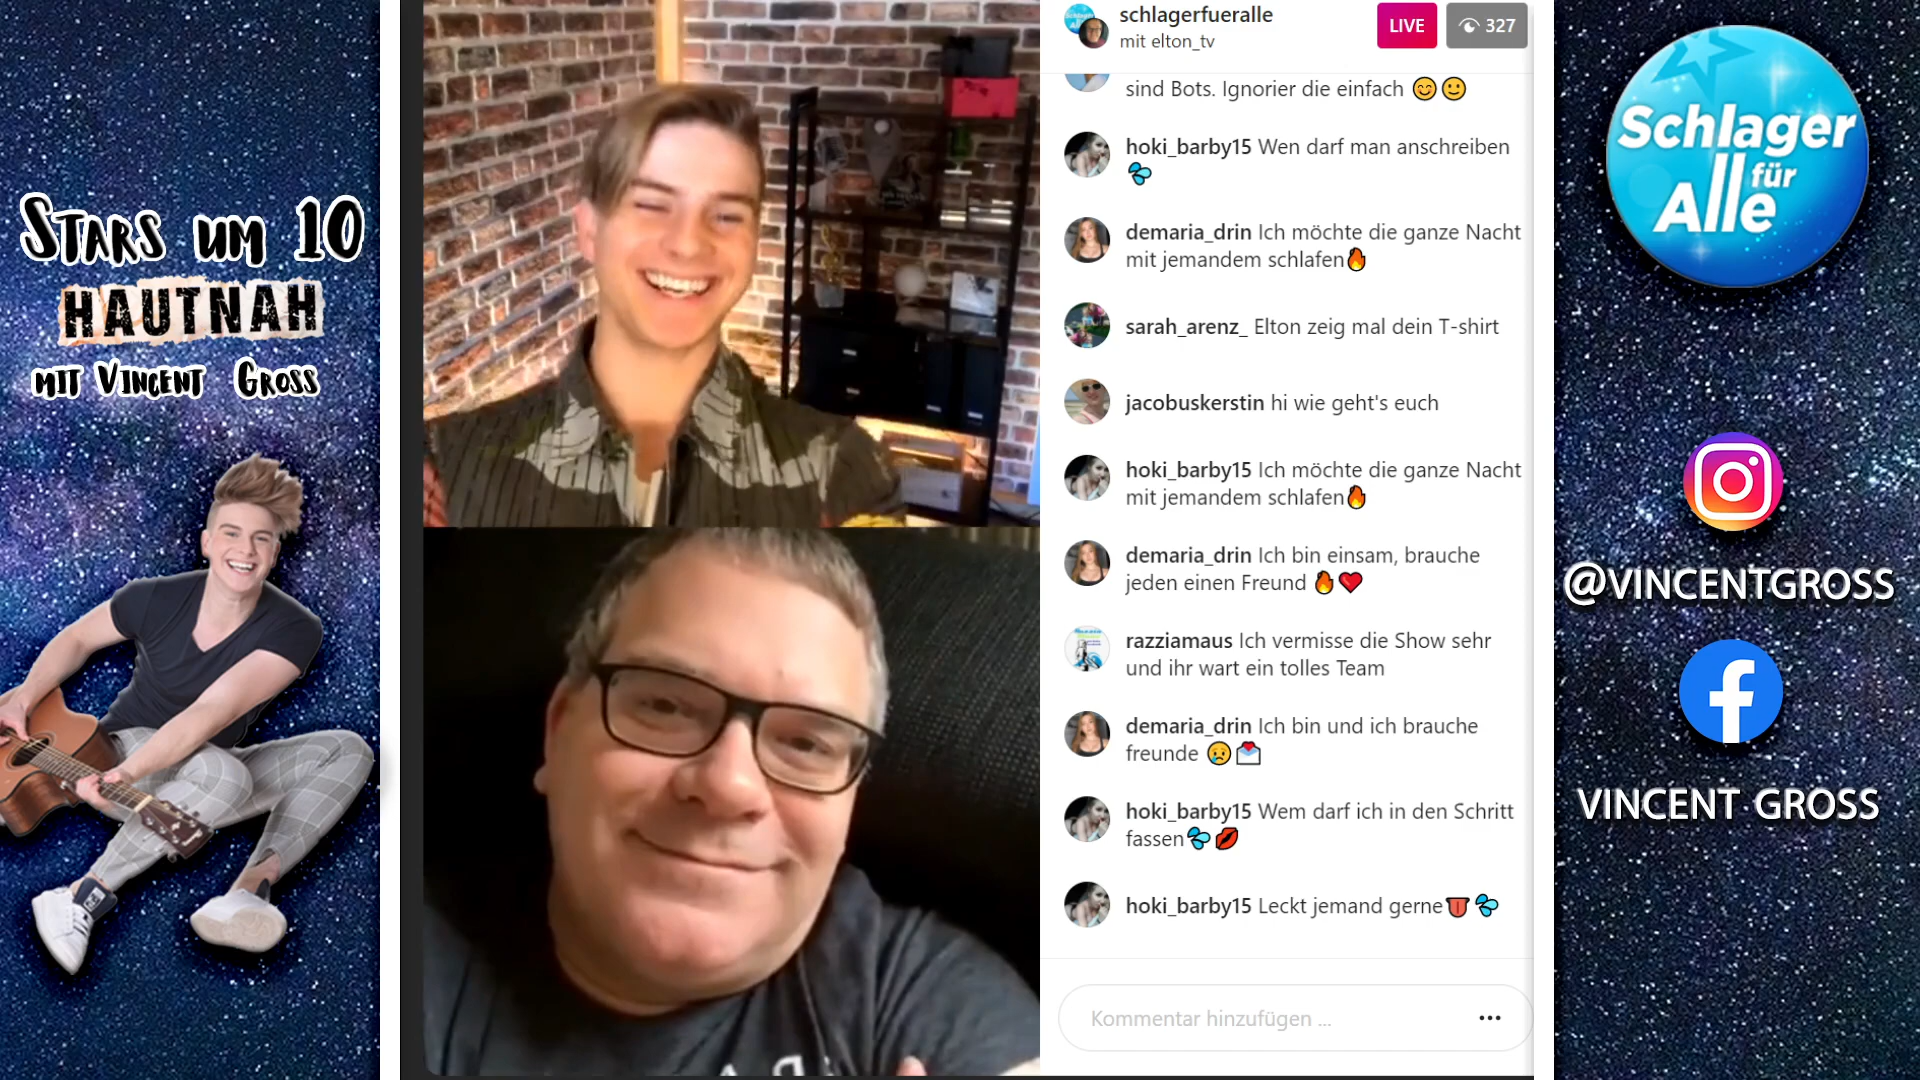 STARS UM 10
HAUTNAH
MIT VINCENT GROSS
schlagerfueralle
mit elton_tv
LIVE
327
sind Bots. Ignorier die einfach 😊🙂
hoki_barby15 Wen darf man anschreiben
💦
demaria_drin Ich möchte die ganze Nacht
mit jemandem schlafen🔥
sarah_arenz_ Elton zeig mal dein T-shirt
jacobuskerstin hi wie geht's euch
hoki_barby15 Ich möchte die ganze Nacht
mit jemandem schlafen🔥
demaria_drin Ich bin einsam, brauche
jeden einen Freund 🔥❤️
razziamaus Ich vermisse die Show sehr
und ihr wart ein tolles Team
demaria_drin Ich bin und ich brauche
freunde 😥💌
hoki_barby15 Wem darf ich in den Schritt
fassen💦💋
hoki_barby15 Leckt jemand gerne👅💦
Kommentar hinzufügen ...
Schlager
für
Alle
@VINCENTGROSS
VINCENT GROSS